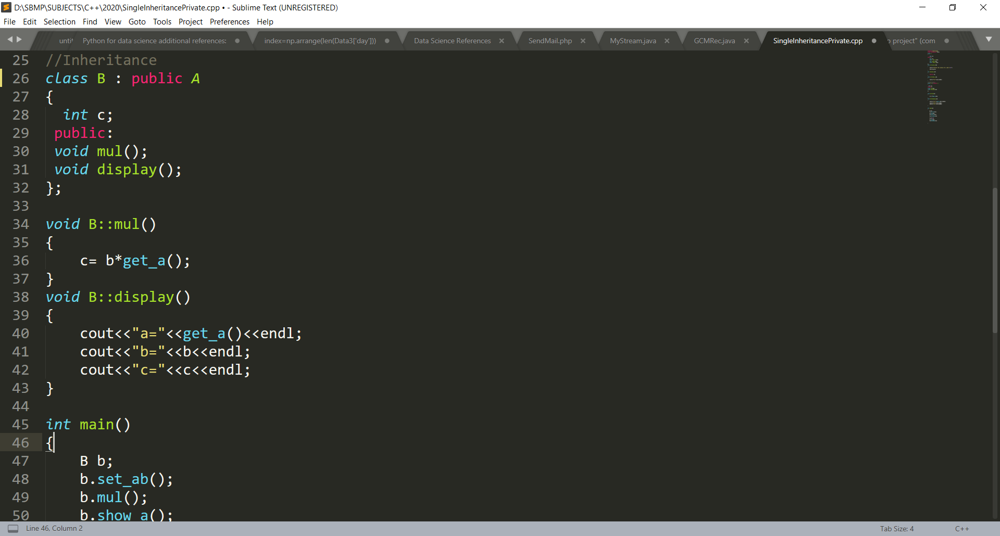 D:\SBMP\SUBJECTS\C++\2020\SingleInheritancePrivate.cpp • - Sublime Text (UNREGISTERED)
File Edit Selection Find View Goto Tools Project Preferences Help
Python for data science additional references: index=np.arrange(len(Data3['day'])) Data Science References SendMail.php MyStream.java GCMRec.java SingleInheritancePrivate.cpp project" (com
25 //Inheritance
26 class B : public A
27 {
28 int c;
29 public:
30 void mul();
31 void display();
32 };
33
34 void B::mul()
35 {
36 c= b*get_a();
37 }
38 void B::display()
39 {
40 cout<<"a="<<get_a()<<endl;
41 cout<<"b="<<b<<endl;
42 cout<<"c="<<c<<endl;
43 }
44
45 int main()
46 {
47 B b;
48 b.set_ab();
49 b.mul();
50 b.show_a();
Line 46, Column 2 Tab Size: 4 C++